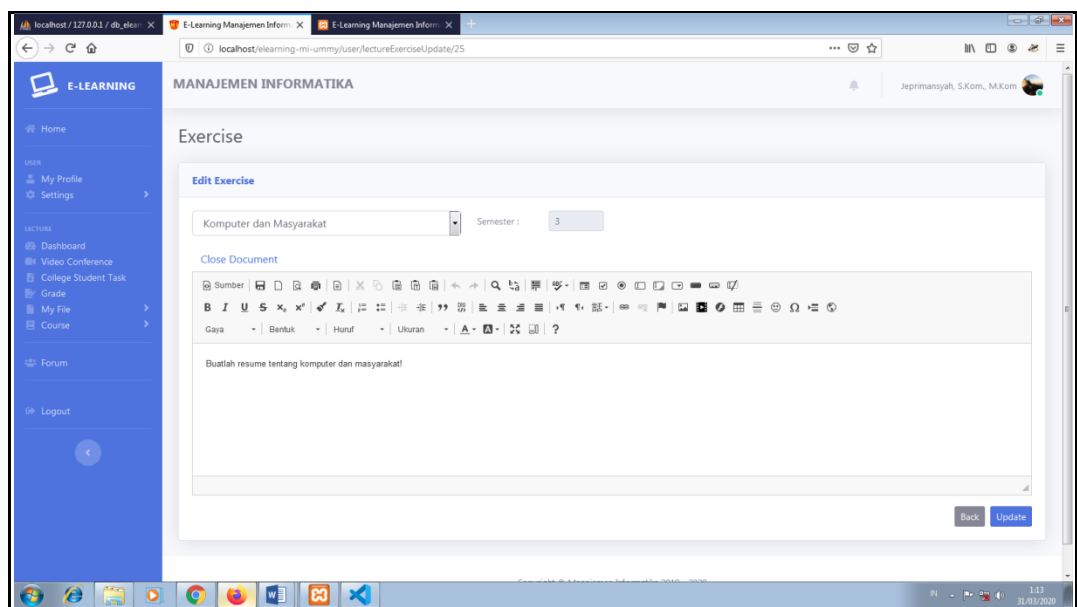 localhost / 127.0.0.1 / db_elear
E-Learning Manajemen Inform
E-Learning Manajemen Inform
localhost/elearning-mi-ummy/user/lectureExerciseUpdate/25
E-LEARNING
MANAJEMEN INFORMATIKA
Jeprimansyah, S.Kom., M.Kom
Home
Exercise
USER
My Profile
Settings
Edit Exercise
LECTURE
Dashboard
Video Conference
College Student Task
Grade
My File
Course
Forum
Logout
Komputer dan Masyarakat
Semester :
3
Close Document
Sumber
Gaya
Bentuk
Huruf
Ukuran
Buatlah resume tentang komputer dan masyarakat!
Back
Update
IN
1:13
31/03/2020